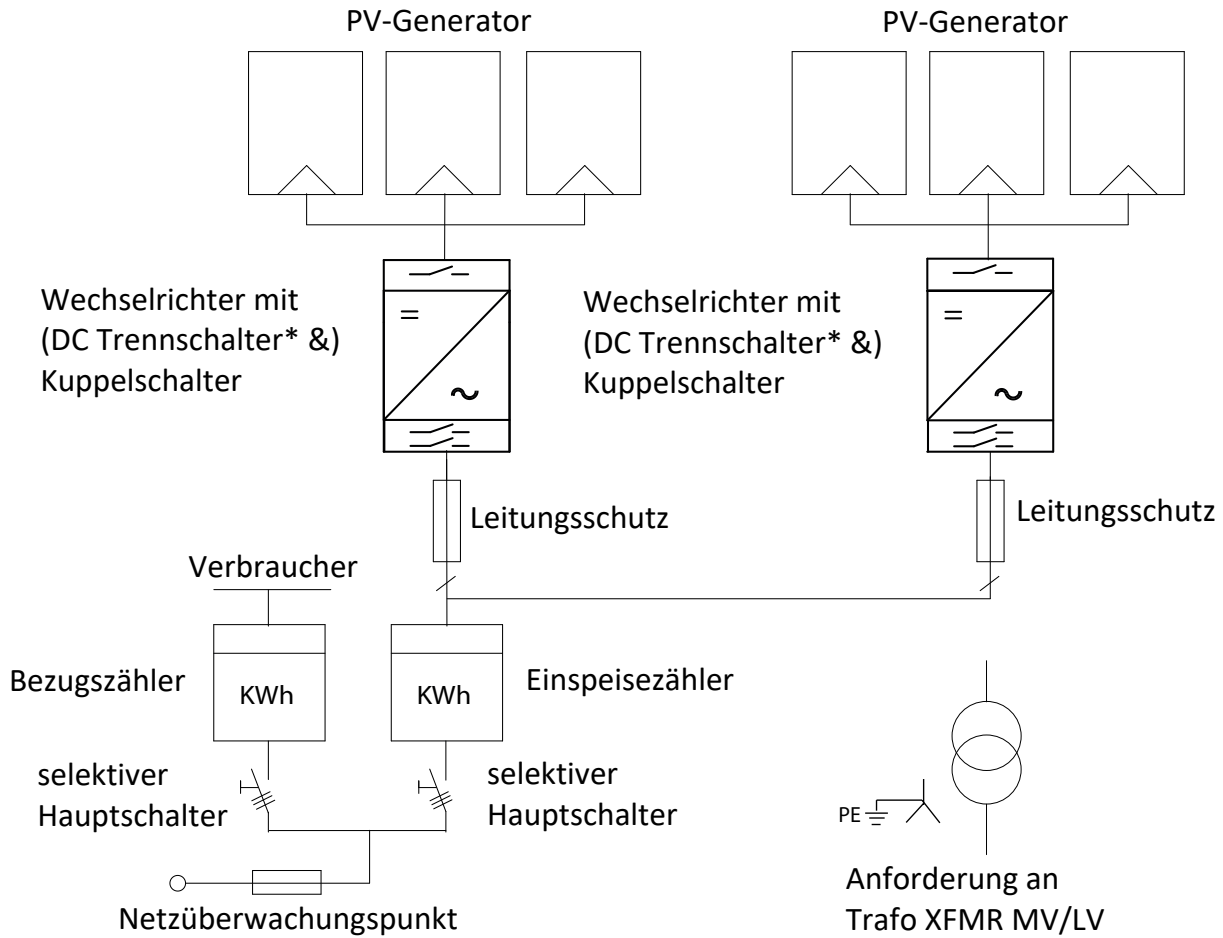 PV-Generator
PV-Generator
Wechselrichter mit
(DC Trennschalter* &)
Kuppelschalter
Wechselrichter mit
(DC Trennschalter* &)
Kuppelschalter
Leitungsschutz
Leitungsschutz
Verbraucher
Bezugszähler
KWh
KWh
Einspeisezähler
selektiver
Hauptschalter
selektiver
Hauptschalter
PE
Netzüberwachungspunkt
Anforderung an
Trafo XFMR MV/LV